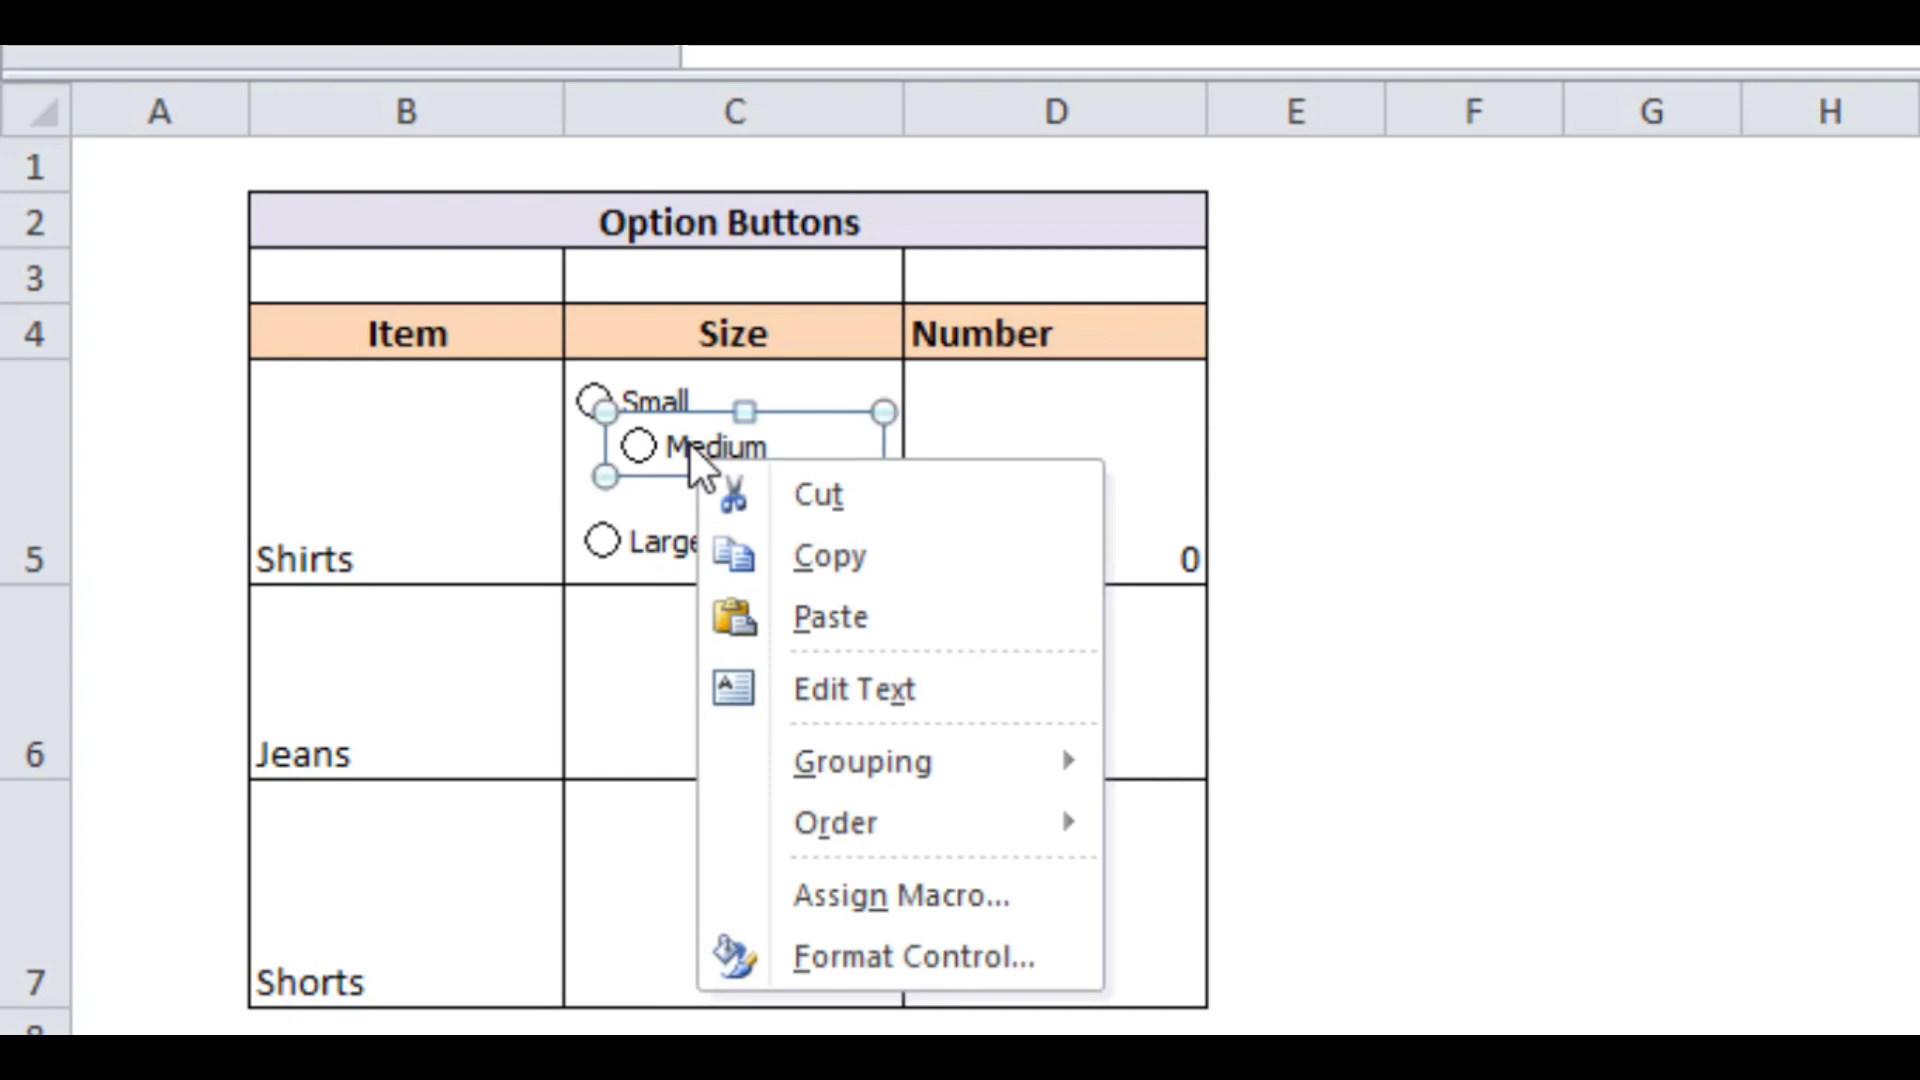 A B C D E F G H
1
2 Option Buttons
3
4 Item Size Number
Small
Medium
Large
5 Shirts 0
6 Jeans
7 Shorts
Cut
Copy
Paste
Edit Text
Grouping
Order
Assign Macro...
Format Control...
8